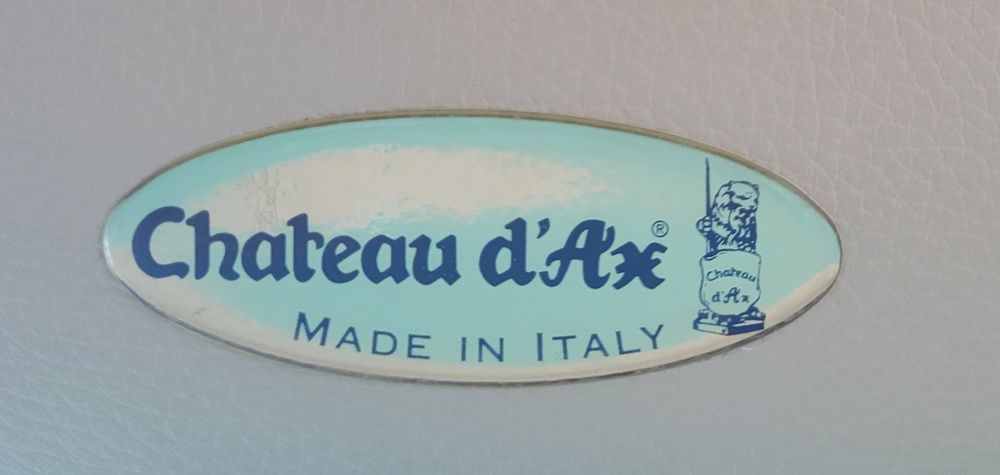 Chateau d'Ax®
MADE IN ITALY
Chateau
d'Ax